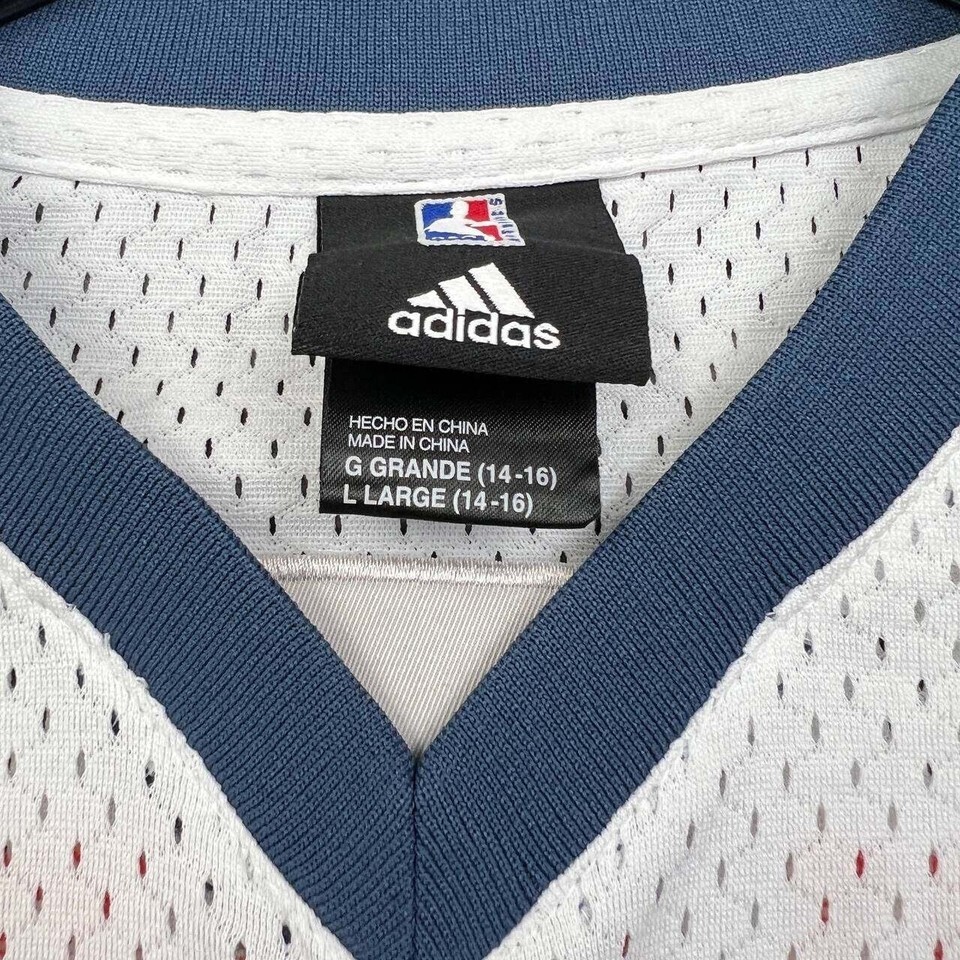 adidas
HECHO EN CHINA
MADE IN CHINA
G GRANDE (14-16)
L LARGE (14-16)